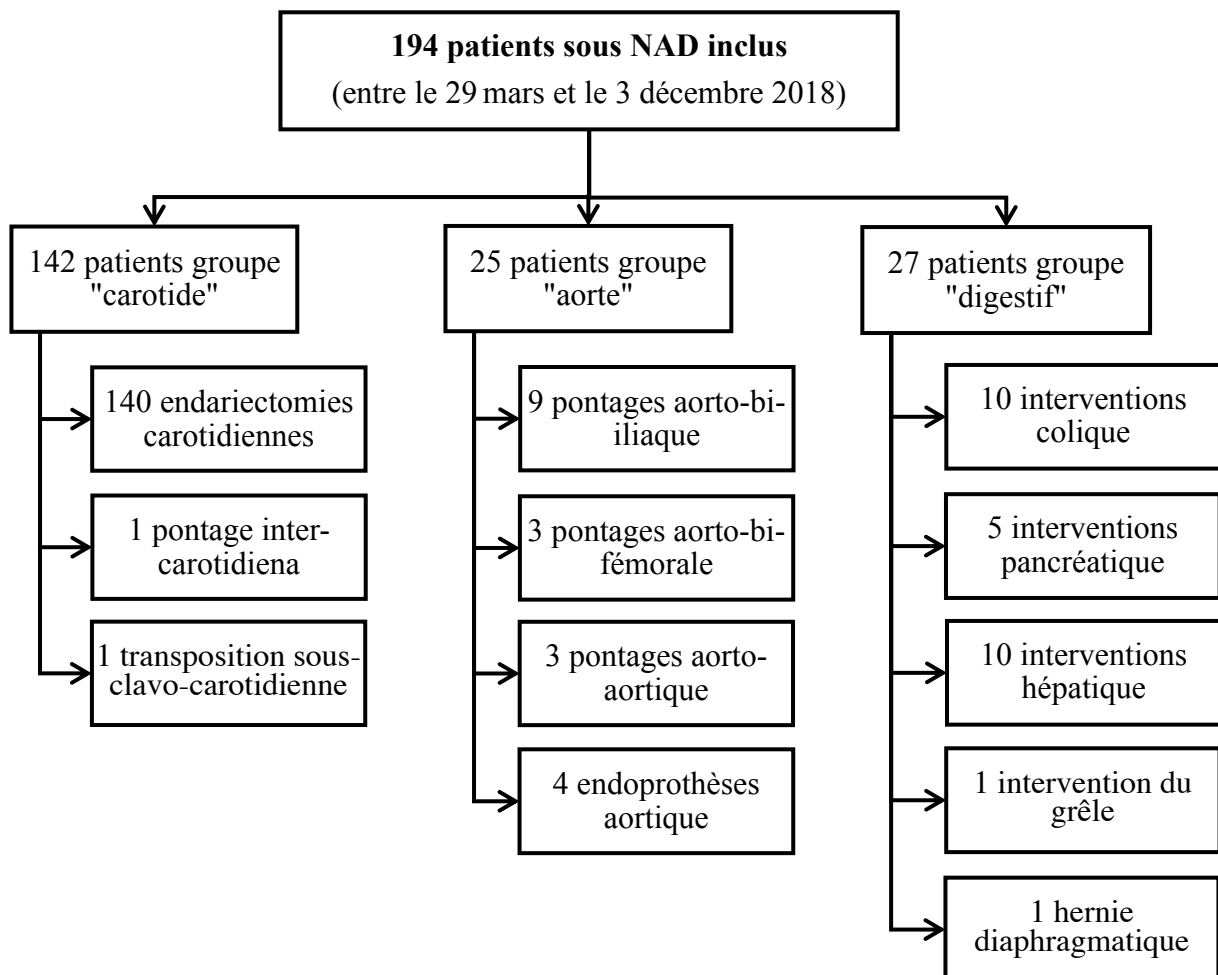 194 patients sous NAD inclus
(entre le 29 mars et le 3 décembre 2018)
142 patients groupe
"carotide"
25 patients groupe
"aorte"
27 patients groupe
"digestif"
140 endariectomies
carotidiennes
1 pontage inter-
carotidiena
1 transposition sous-
clavo-carotidienne
9 pontages aorto-bi-
iliaque
3 pontages aorto-bi-
fémorale
3 pontages aorto-
aortique
4 endoprothèses
aortique
10 interventions
colique
5 interventions
pancréatique
10 interventions
hépatique
1 intervention du
grêle
1 hernie
diaphragmatique